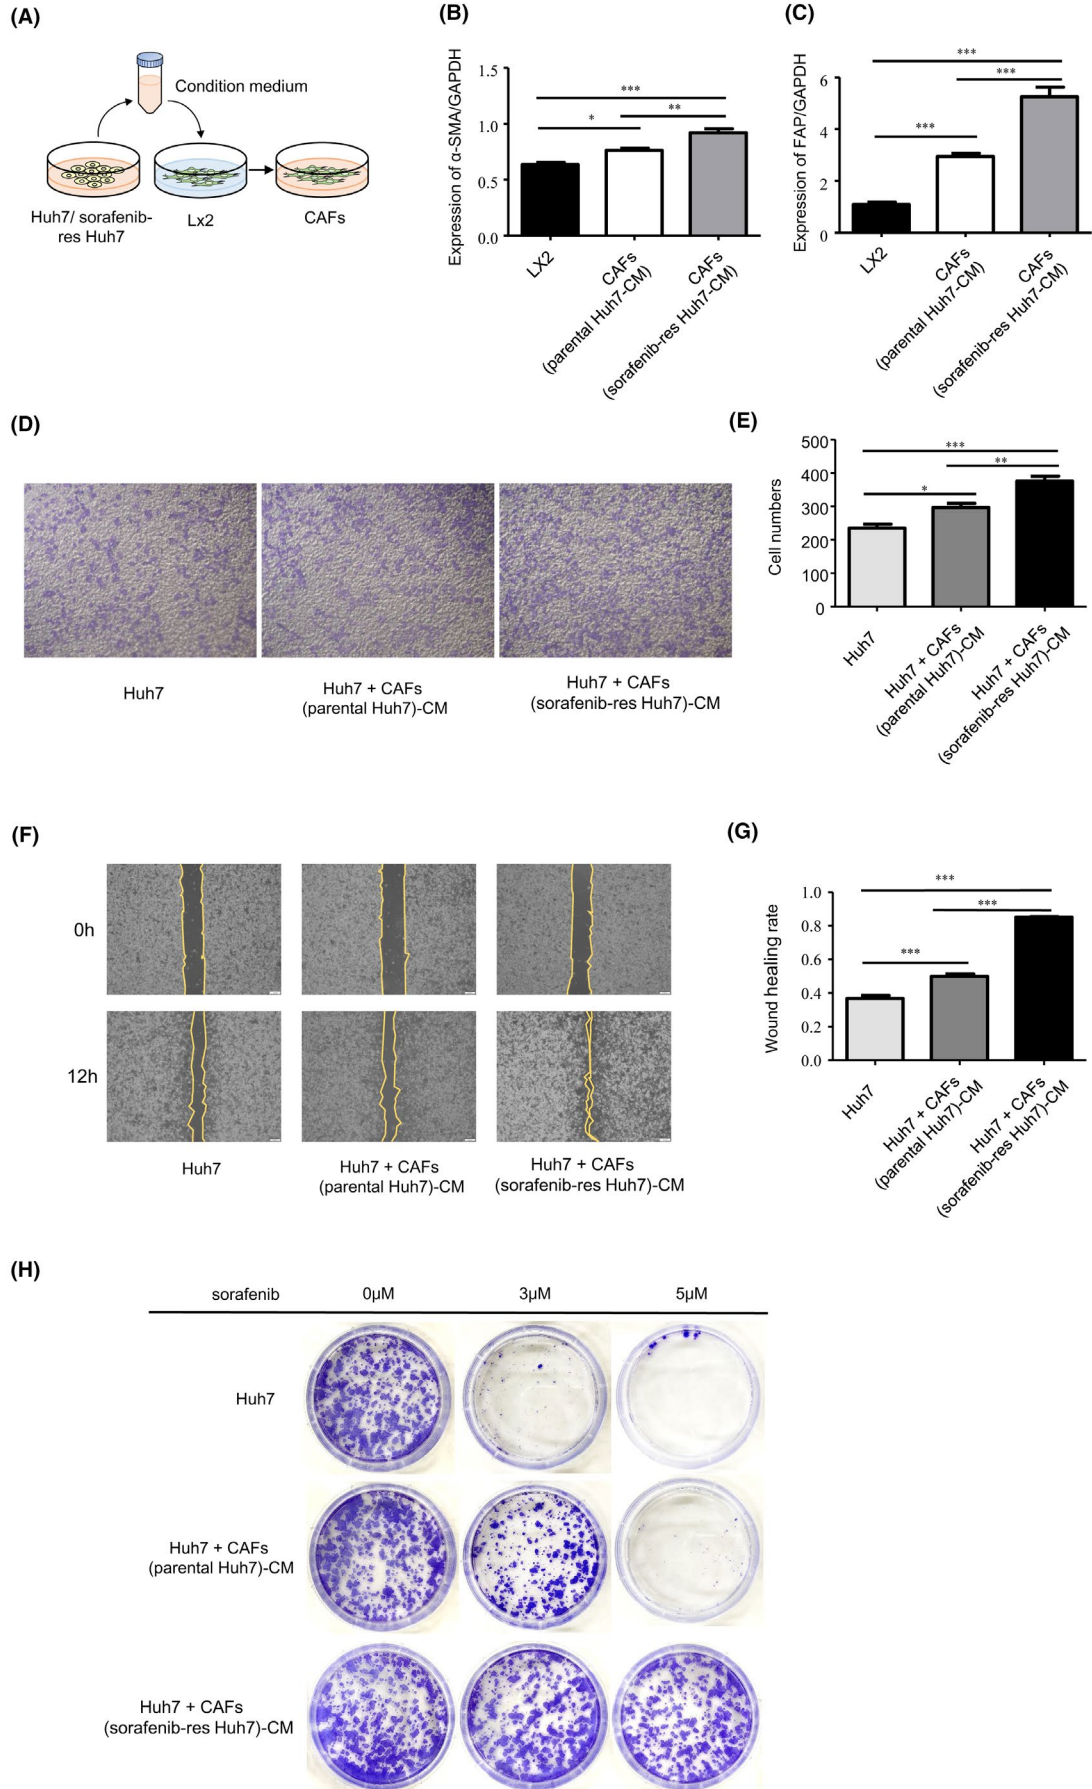 (A)
Condition medium
Huh7/ sorafenib-
res Huh7
Lx2
CAFs
(B)
Expression of α-SMA/GAPDH
1.5
1.0
0.5
0.0
***
**
*
LX2
CAFs
(parental Huh7-CM)
CAFs
(sorafenib-res Huh7-CM)
(C)
Expression of FAP/GAPDH
6
4
2
0
***
***
***
LX2
CAFs
(parental Huh7-CM)
CAFs
(sorafenib-res Huh7-CM)
(D)
Huh7
Huh7 + CAFs
(parental Huh7)-CM
Huh7 + CAFs
(sorafenib-res Huh7)-CM
(E)
Cell numbers
500
400
300
200
100
0
***
**
*
Huh7
Huh7 + CAFs
(parental Huh7)-CM
Huh7 + CAFs
(sorafenib-res Huh7)-CM
(F)
0h
12h
Huh7
Huh7 + CAFs
(parental Huh7)-CM
Huh7 + CAFs
(sorafenib-res Huh7)-CM
(G)
Wound healing rate
1.0
0.8
0.6
0.4
0.2
0.0
***
***
***
Huh7
Huh7 + CAFs
(parental Huh7)-CM
Huh7 + CAFs
(sorafenib-res Huh7)-CM
(H)
sorafenib 0μM 3μM 5μM
Huh7
Huh7 + CAFs
(parental Huh7)-CM
Huh7 + CAFs
(sorafenib-res Huh7)-CM